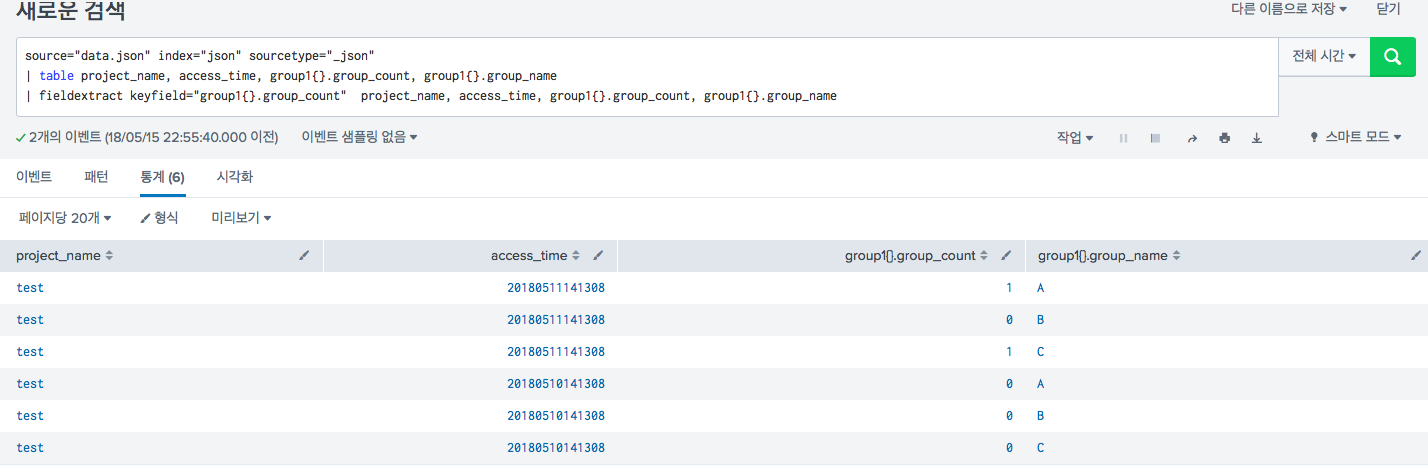 새로운 검색
다른 이름으로 저장 닫기
source="data.json" index="json" sourcetype="_json"
| table project_name, access_time, group1{}.group_count, group1{}.group_name
| fieldextract keyfield="group1{}.group_count"  project_name, access_time, group1{}.group_count, group1{}.group_name
전체 시간
2개의 이벤트 (18/05/15 22:55:40.000 이전) 이벤트 샘플링 없음 작업 스마트 모드
이벤트 패턴 통계 (6) 시각화
페이지당 20개 형식 미리보기
project_name access_time group1{}.group_count group1{}.group_name
test 20180511141308 1 A
test 20180511141308 0 B
test 20180511141308 1 C
test 20180510141308 0 A
test 20180510141308 0 B
test 20180510141308 0 C